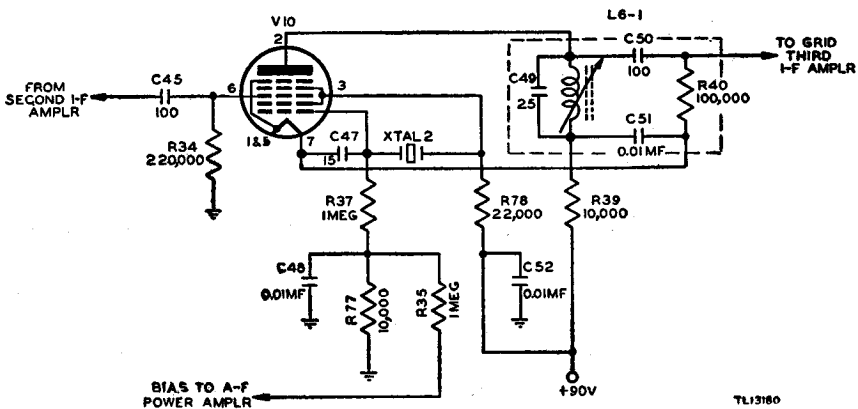 L6-1
V10
2
C50
100
TO GRID
THIRD
I-F AMPLR
FROM
SECOND I-F
AMPLR
C45
100
6
3
C49
25
R40
100,000
R34
220,000
1&5
7
C47
15
XTAL 2
C51
0.01MF
R37
1MEG
R78
22,000
R39
10,000
C48
0.01MF
R77
10,000
R35
1MEG
C52
0.01MF
BIAS TO A-F
POWER AMPLR
+90V
TL13180